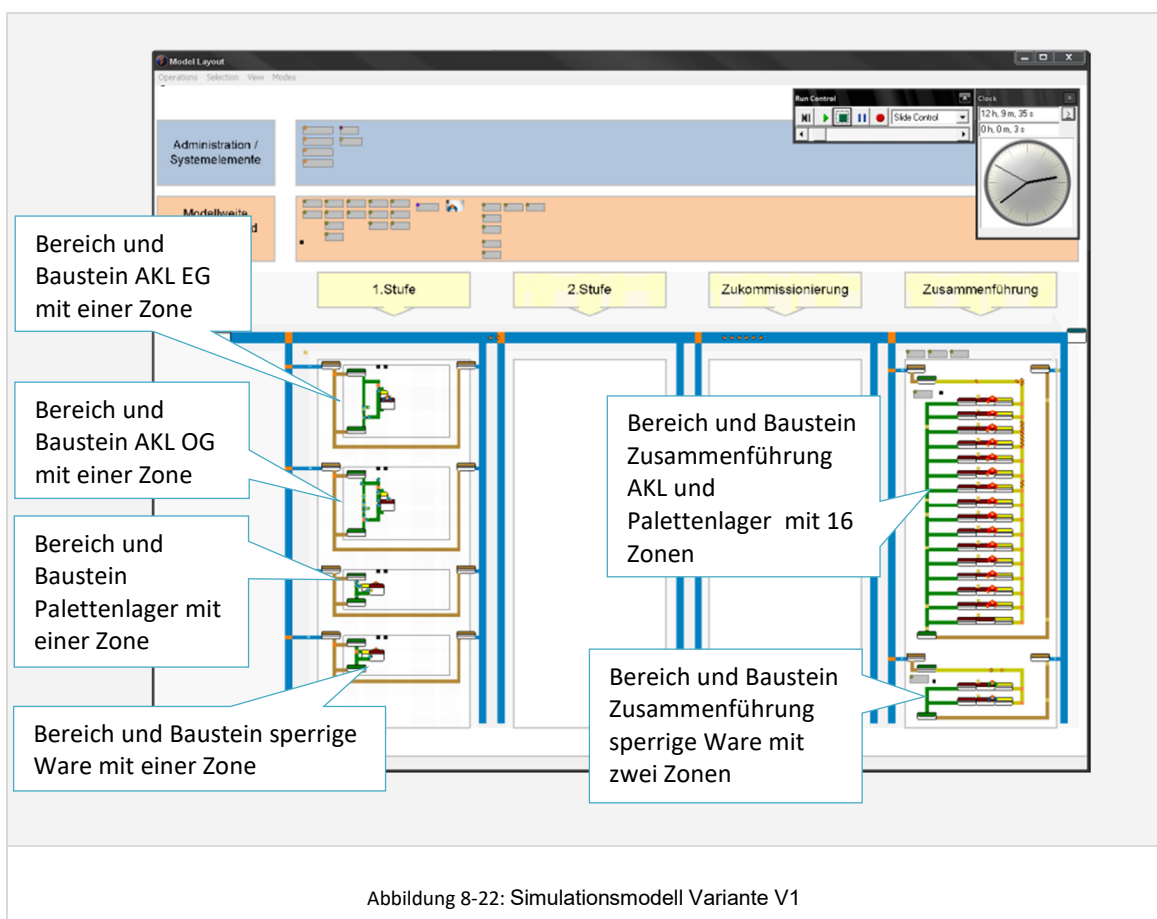 Model Layout
Operations Selection View Modes
Run Control
Slide Control
Clock
12 h, 9 m, 35 s
0 h, 0 m, 3 s
Administration /
Systemelemente
Modellweite
d
Bereich und
Baustein AKL EG
mit einer Zone
1.Stufe
2.Stufe
Zukommissionierung
Zusammenführung
Bereich und
Baustein AKL OG
mit einer Zone
Bereich und Baustein
Zusammenführung
AKL und
Palettenlager mit 16
Zonen
Bereich und
Baustein
Palettenlager mit
einer Zone
Bereich und Baustein
Zusammenführung
sperrige Ware mit
zwei Zonen
Bereich und Baustein sperrige
Ware mit einer Zone
Abbildung 8-22: Simulationsmodell Variante V1